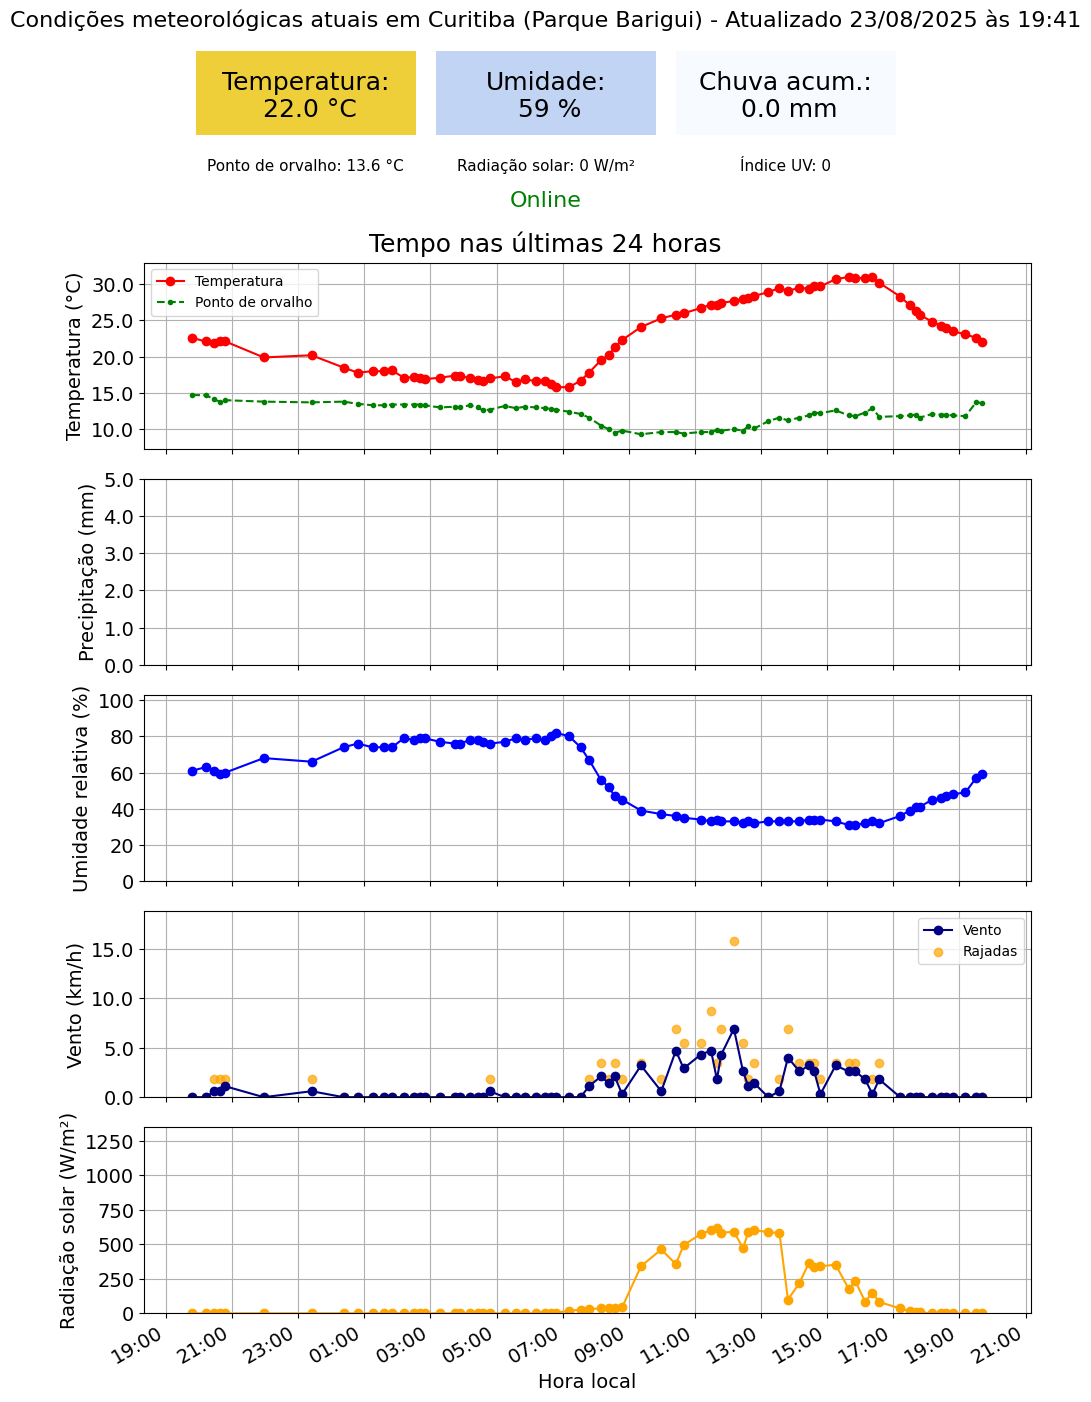 Condições meteorológicas atuais em Curitiba (Parque Barigui) - Atualizado 23/08/2025 às 19:41
Temperatura:
22.0 °C
Umidade:
59 %
Chuva acum.:
0.0 mm
Ponto de orvalho: 13.6 °C
Radiação solar: 0 W/m²
Índice UV: 0
Online
Tempo nas últimas 24 horas
Temperatura (°C)
30.0
25.0
20.0
15.0
10.0
Temperatura
Ponto de orvalho
Precipitação (mm)
5.0
4.0
3.0
2.0
1.0
0.0
Umidade relativa (%)
100
80
60
40
20
0
Vento (km/h)
15.0
10.0
5.0
0.0
Vento
Rajadas
Radiação solar (W/m²)
1250
1000
750
500
250
0
19:00
21:00
23:00
01:00
03:00
05:00
07:00
09:00
11:00
13:00
15:00
17:00
19:00
21:00
Hora local